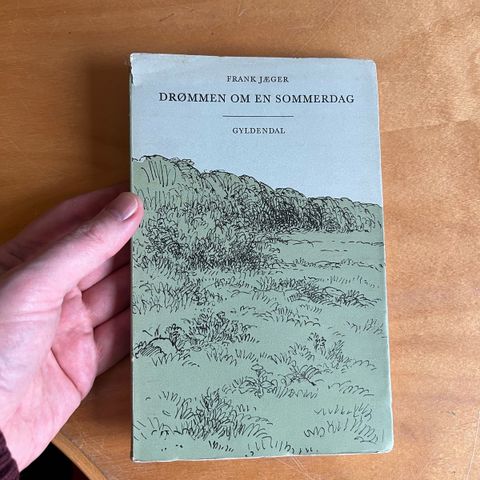 FRANK JÆGER
DRØMMEN OM EN SOMMERDAG
GYLDENDAL